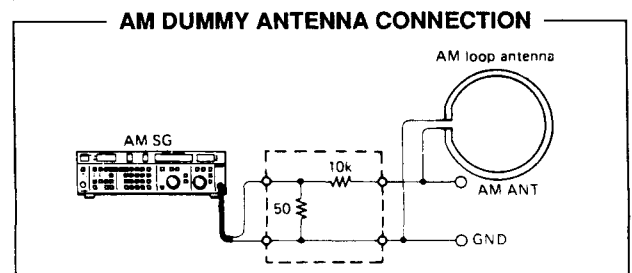 AM DUMMY ANTENNA CONNECTION
AM loop antenna
AM SG
10k
AM ANT
50
GND